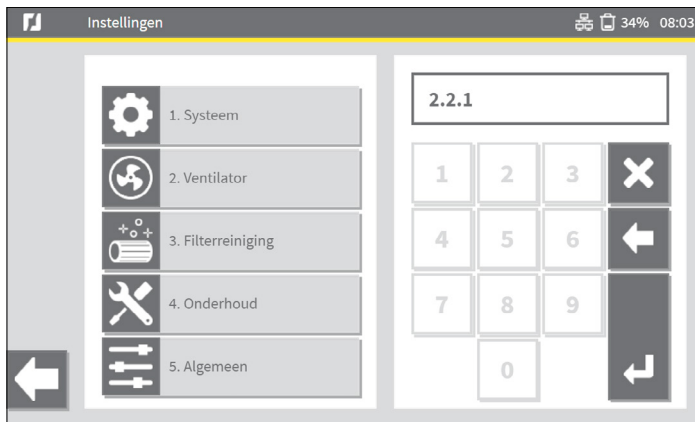 Instellingen
34% 08:03
1. Systeem
2. Ventilator
3. Filterreiniging
4. Onderhoud
5. Algemeen
2.2.1
1 2 3
4 5 6
7 8 9
0